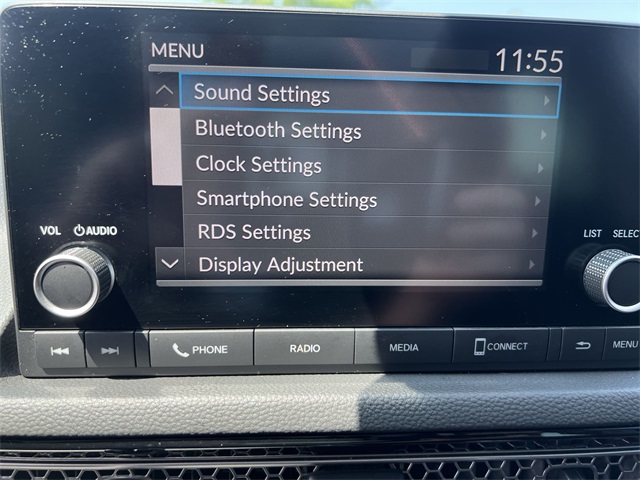 MENU 11:55
Sound Settings
Bluetooth Settings
Clock Settings
Smartphone Settings
RDS Settings
Display Adjustment
VOL AUDIO
LIST SELEC
PHONE RADIO MEDIA CONNECT MENU